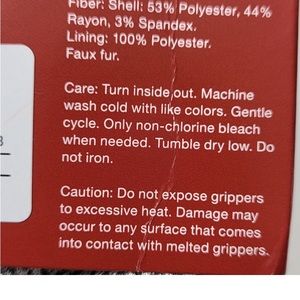 Fiber: Shell: 53% Polyester, 44%
Rayon, 3% Spandex.
Lining: 100% Polyester.
Faux fur.
Care: Turn inside out. Machine
wash cold with like colors. Gentle
cycle. Only non-chlorine bleach
when needed. Tumble dry low. Do
not iron.
Caution: Do not expose grippers
to excessive heat. Damage may
occur to any surface that comes
into contact with melted grippers.